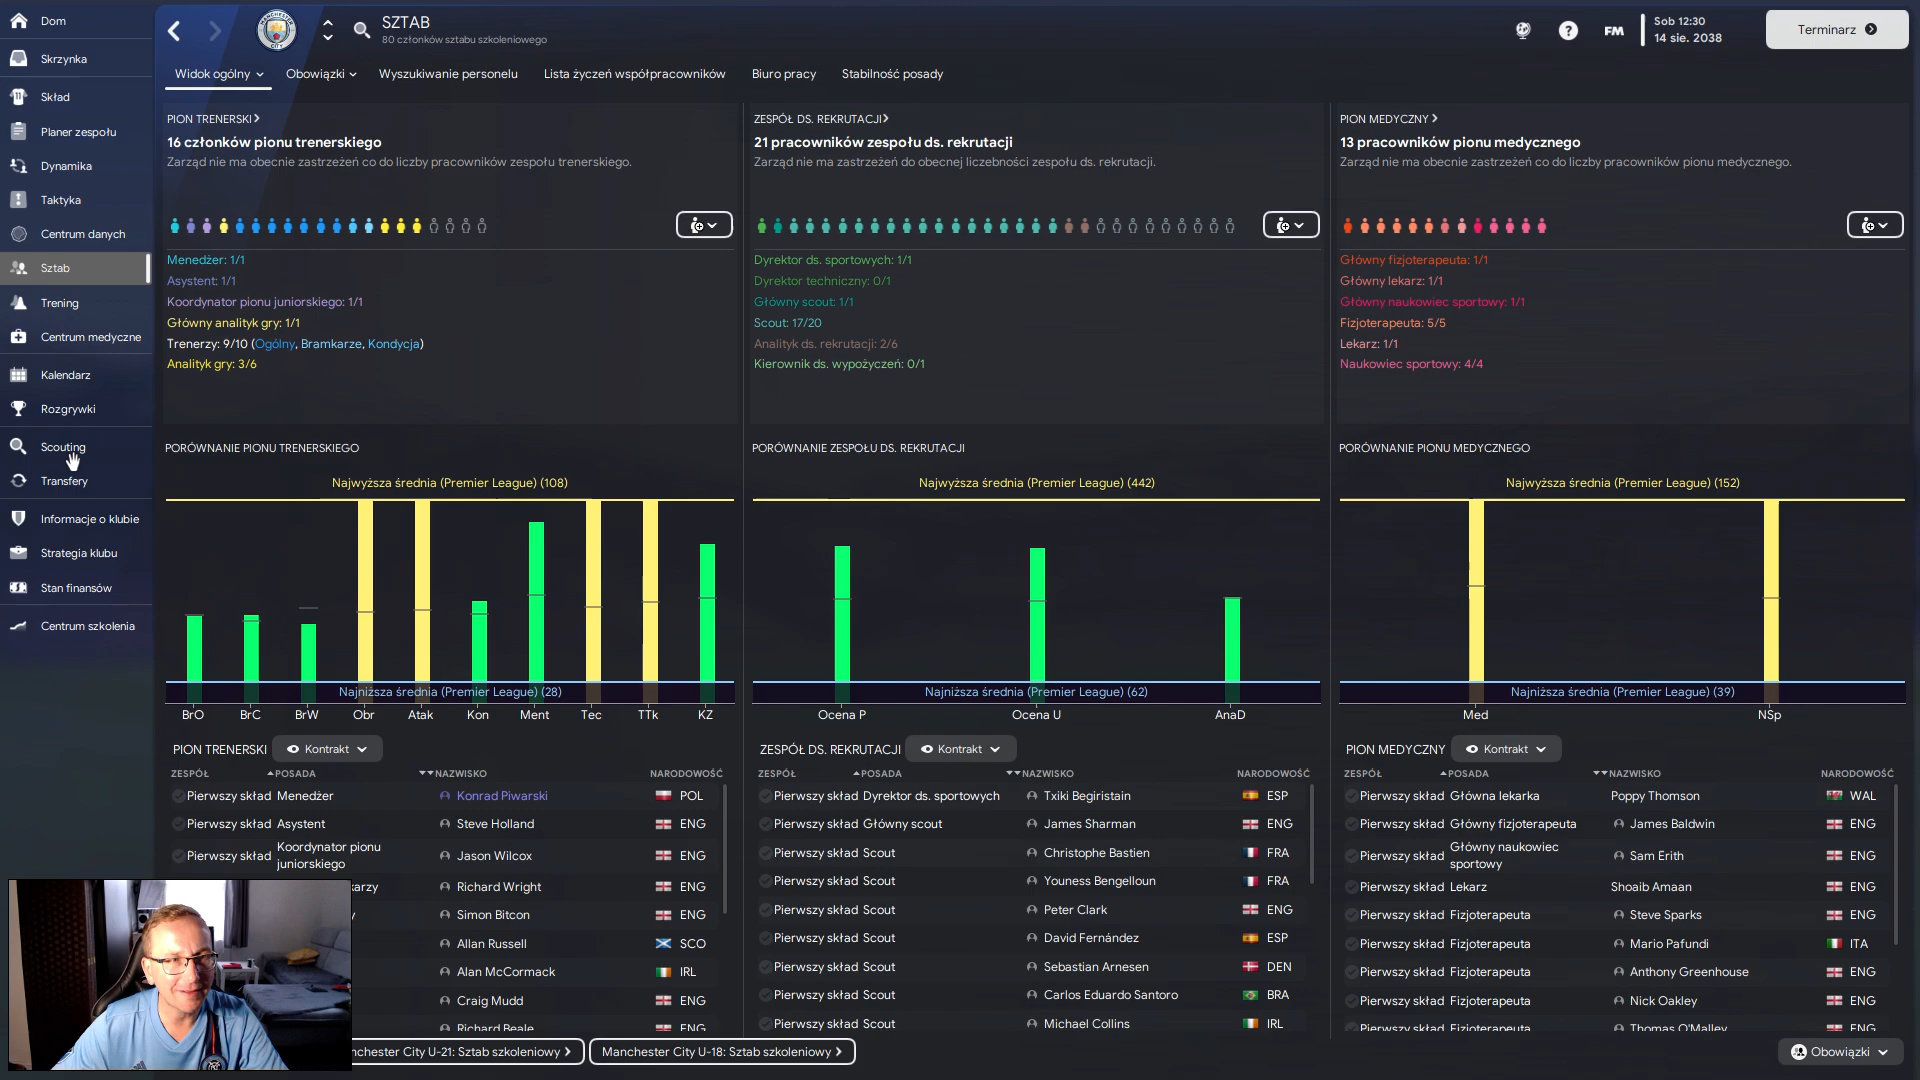 Dom
Skrzynka
Skład
Planer zespołu
Dynamika
Taktyka
Centrum danych
Sztab
Trening
Centrum medyczne
Kalendarz
Rozgrywki
Scouting
Transfery
Informacje o klubie
Strategia klubu
Stan finansów
Centrum szkolenia
SZTAB
80 członków sztabu szkoleniowego
FM
Sob 12:30
14 sie. 2038
Terminarz
Widok ogólny
Obowiązki
Wyszukiwanie personelu
Lista życzeń współpracowników
Biuro pracy
Stabilność posady
PION TRENERSKI
16 członków pionu trenerskiego
Zarząd nie ma obecnie zastrzeżeń co do liczby pracowników zespołu trenerskiego.
Menedżer: 1/1
Asystent: 1/1
Koordynator pionu juniorskiego: 1/1
Główny analityk gry: 1/1
Trenerzy: 9/10 (Ogólny, Bramkarze, Kondycja)
Analityk gry: 3/6
ZESPÓŁ DS. REKRUTACJI
21 pracowników zespołu ds. rekrutacji
Zarząd nie ma zastrzeżeń do obecnej liczebności zespołu ds. rekrutacji.
Dyrektor ds. sportowych: 1/1
Dyrektor techniczny: 0/1
Główny scout: 1/1
Scout: 17/20
Analityk ds. rekrutacji: 2/6
Kierownik ds. wypożyczeń: 0/1
PION MEDYCZNY
13 pracowników pionu medycznego
Zarząd nie ma obecnie zastrzeżeń co do liczby pracowników pionu medycznego.
Główny fizjoterapeuta: 1/1
Główny lekarz: 1/1
Główny naukowiec sportowy: 1/1
Fizjoterapeuta: 5/5
Lekarz: 1/1
Naukowiec sportowy: 4/4
PORÓWNANIE PIONU TRENERSKIEGO
Najwyższa średnia (Premier League) (108)
Najniższa średnia (Premier League) (28)
BrO BrC BrW Obr Atak Kon Ment Tec TTk KZ
PORÓWNANIE ZESPOŁU DS. REKRUTACJI
Najwyższa średnia (Premier League) (442)
Najniższa średnia (Premier League) (62)
Ocena P Ocena U AnaD
PORÓWNANIE PIONU MEDYCZNEGO
Najwyższa średnia (Premier League) (152)
Najniższa średnia (Premier League) (39)
Med NSp
PION TRENERSKI Kontrakt
ZESPÓŁ POSADA NAZWISKO NARODOWOŚĆ
Pierwszy skład Menedżer Konrad Piwarski POL
Pierwszy skład Asystent Steve Holland ENG
Pierwszy skład Koordynator pionu juniorskiego Jason Wilcox ENG
karzy Richard Wright ENG
y Simon Bitcon ENG
Allan Russell SCO
Alan McCormack IRL
Craig Mudd ENG
Richard Beale ENG
ZESPÓŁ DS. REKRUTACJI Kontrakt
ZESPÓŁ POSADA NAZWISKO NARODOWOŚĆ
Pierwszy skład Dyrektor ds. sportowych Txiki Begiristain ESP
Pierwszy skład Główny scout James Sharman ENG
Pierwszy skład Scout Christophe Bastien FRA
Pierwszy skład Scout Youness Bengelloun FRA
Pierwszy skład Scout Peter Clark ENG
Pierwszy skład Scout David Fernández ESP
Pierwszy skład Scout Sebastian Arnesen DEN
Pierwszy skład Scout Carlos Eduardo Santoro BRA
Pierwszy skład Scout Michael Collins IRL
PION MEDYCZNY Kontrakt
ZESPÓŁ POSADA NAZWISKO NARODOWOŚĆ
Pierwszy skład Główna lekarka Poppy Thomson WAL
Pierwszy skład Główny fizjoterapeuta James Baldwin ENG
Pierwszy skład Główny naukowiec sportowy Sam Erith ENG
Pierwszy skład Lekarz Shoaib Amaan ENG
Pierwszy skład Fizjoterapeuta Steve Sparks ENG
Pierwszy skład Fizjoterapeuta Mario Pafundi ITA
Pierwszy skład Fizjoterapeuta Anthony Greenhouse ENG
Pierwszy skład Fizjoterapeuta Nick Oakley ENG
Pierwszy skład Fizjoterapeuta Thomas O'Malley ENG
nchester City U-21: Sztab szkoleniowy
Manchester City U-18: Sztab szkoleniowy
Obowiązki